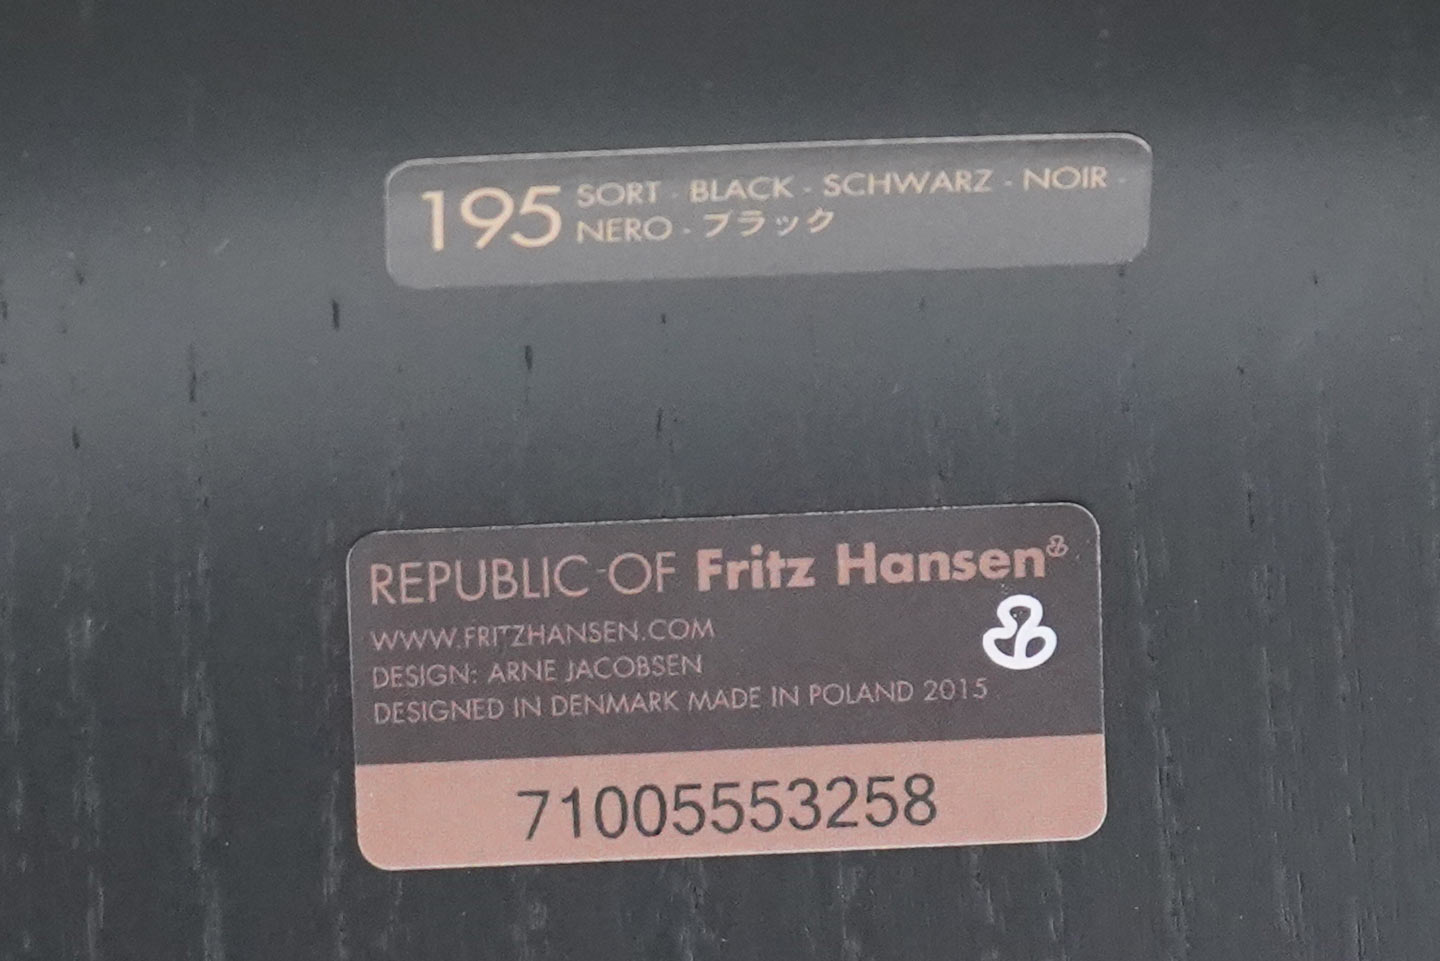 195 SORT - BLACK - SCHWARZ - NOIR -
NERO - ブラック
REPUBLIC OF Fritz Hansen
WWW.FRITZHANSEN.COM
DESIGN: ARNE JACOBSEN
DESIGNED IN DENMARK MADE IN POLAND 2015
71005553258